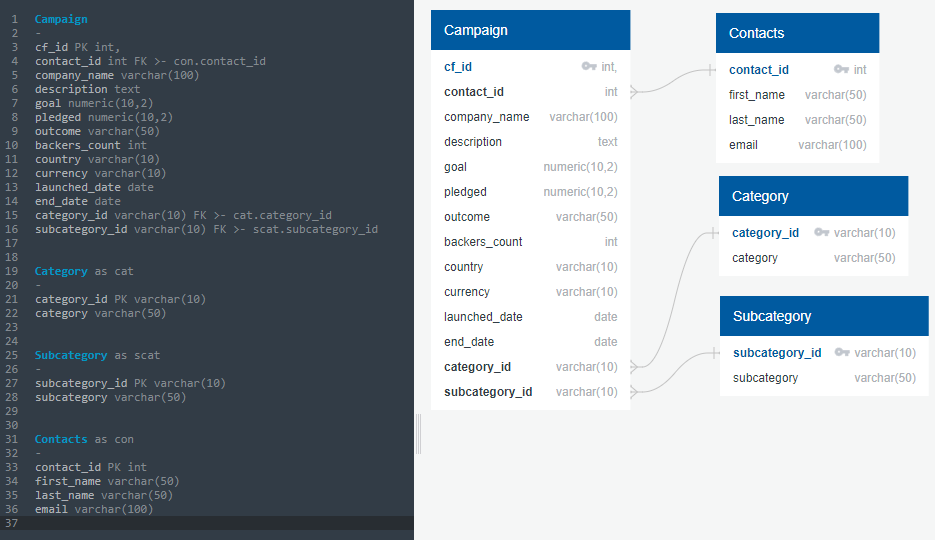 1 Campaign
2 -
3 cf_id PK int,
4 contact_id int FK >- con.contact_id
5 company_name varchar(100)
6 description text
7 goal numeric(10,2)
8 pledged numeric(10,2)
9 outcome varchar(50)
10 backers_count int
11 country varchar(10)
12 currency varchar(10)
13 launched_date date
14 end_date date
15 category_id varchar(10) FK >- cat.category_id
16 subcategory_id varchar(10) FK >- scat.subcategory_id
17
18
19 Category as cat
20 -
21 category_id PK varchar(10)
22 category varchar(50)
23
24
25 Subcategory as scat
26 -
27 subcategory_id PK varchar(10)
28 subcategory varchar(50)
29
30
31 Contacts as con
32 -
33 contact_id PK int
34 first_name varchar(50)
35 last_name varchar(50)
36 email varchar(100)
37
Campaign
cf_id int,
contact_id int
company_name varchar(100)
description text
goal numeric(10,2)
pledged numeric(10,2)
outcome varchar(50)
backers_count int
country varchar(10)
currency varchar(10)
launched_date date
end_date date
category_id varchar(10)
subcategory_id varchar(10)
Contacts
contact_id int
first_name varchar(50)
last_name varchar(50)
email varchar(100)
Category
category_id varchar(10)
category varchar(50)
Subcategory
subcategory_id varchar(10)
subcategory varchar(50)